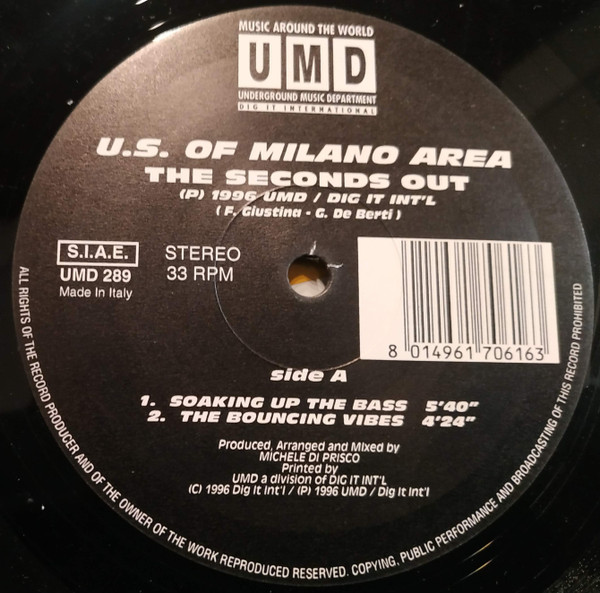 MUSIC AROUND THE WORLD
UMD
UNDERGROUND MUSIC DEPARTMENT
DIG IT INTERNATIONAL
U.S. OF MILANO AREA
THE SECONDS OUT
(P) 1996 UMD / DIG IT INT'L
( F. Giustina - G. De Berti )
S.I.A.E.
UMD 289
Made In Italy
STEREO
33 RPM
8 014961 706163
side A
1. SOAKING UP THE BASS 5'40"
2. THE BOUNCING VIBES 4'24"
Produced, Arranged and Mixed by
MICHELE DI PRISCO
Printed by
UMD a division of DIG IT INT'L
(C) 1996 Dig It Int'l / (P) 1996 UMD / Dig It Int'l
ALL RIGHTS OF THE RECORD PRODUCER AND OF THE OWNER OF THE WORK REPRODUCED RESERVED. COPYING, PUBLIC PERFORMANCE AND BROADCASTING OF THIS RECORD PROHIBITED